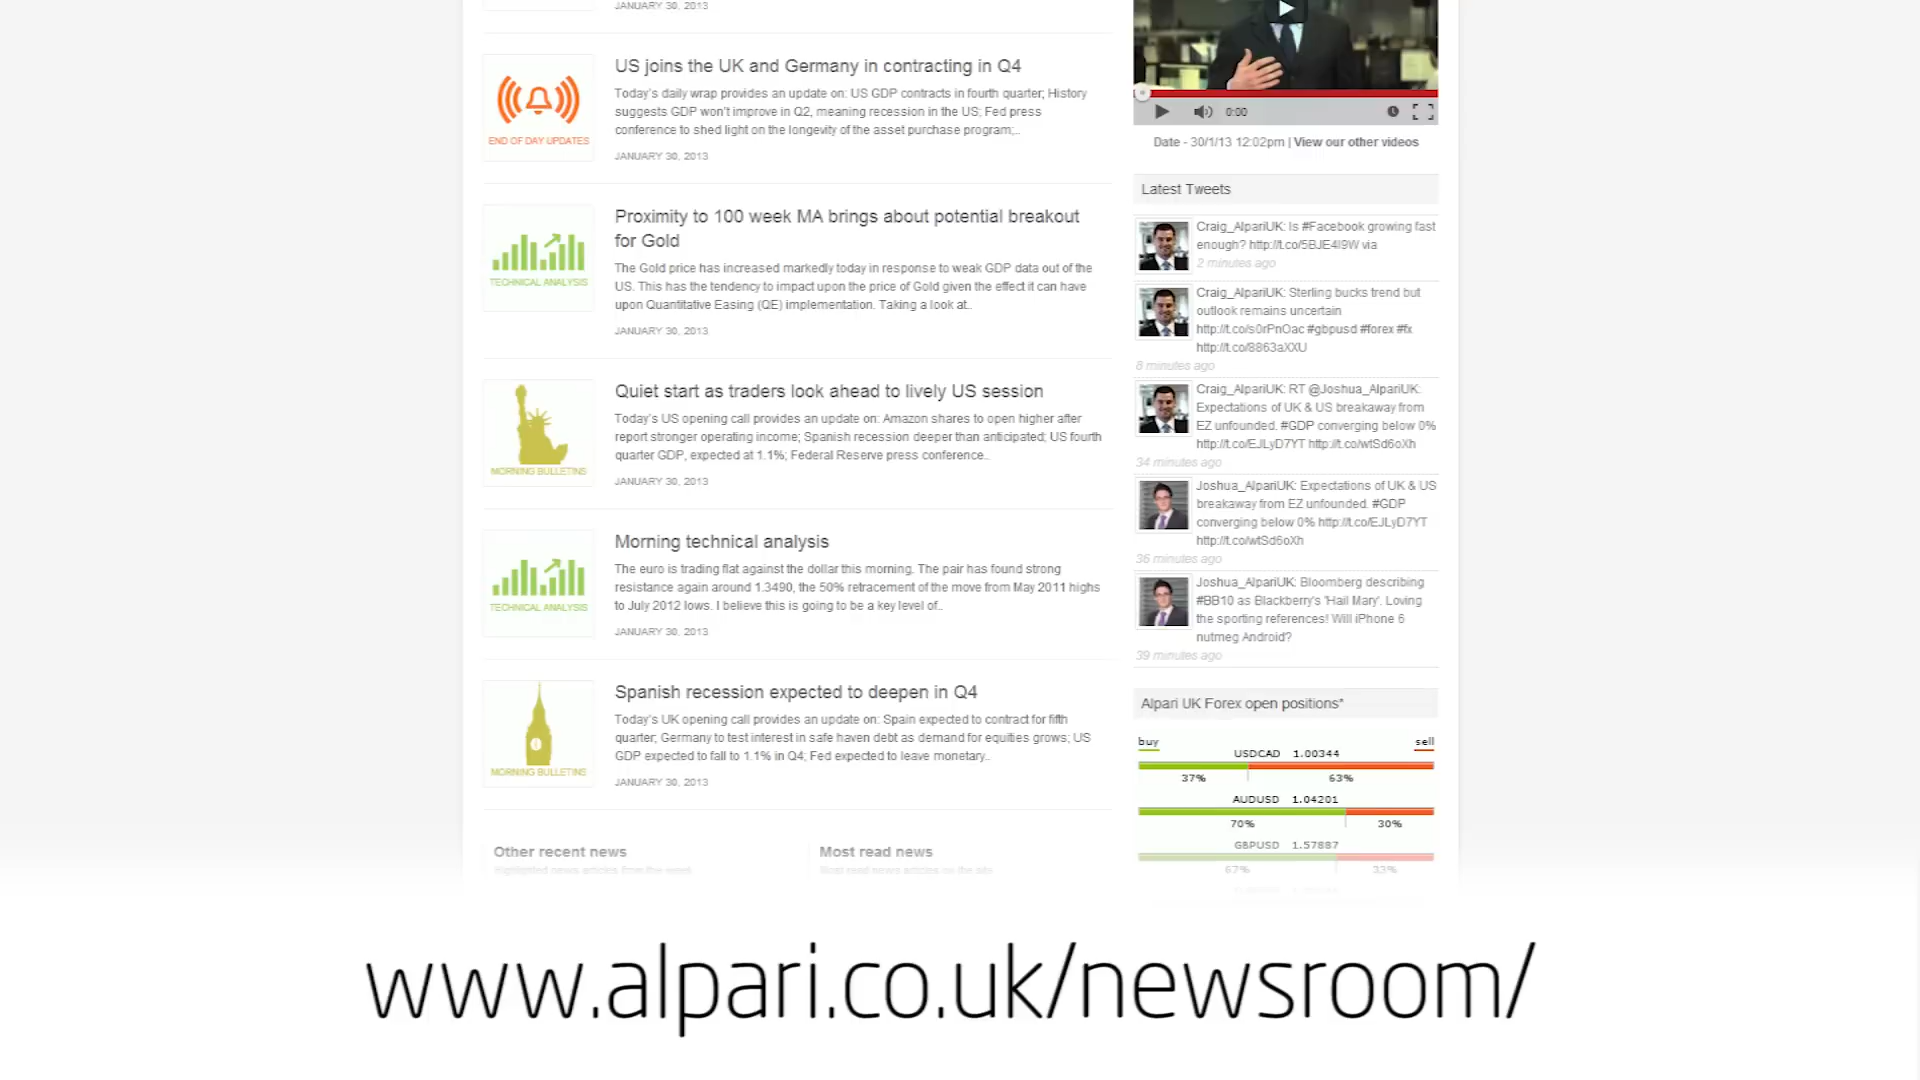 JANUARY 30, 2013
END OF DAY UPDATES
US joins the UK and Germany in contracting in Q4
Today's daily wrap provides an update on: US GDP contracts in fourth quarter; History
suggests GDP won't improve in Q2, meaning recession in the US; Fed press
conference to shed light on the longevity of the asset purchase program;..
JANUARY 30, 2013
TECHNICAL ANALYSIS
Proximity to 100 week MA brings about potential breakout
for Gold
The Gold price has increased markedly today in response to weak GDP data out of the
US. This has the tendency to impact upon the price of Gold given the effect it can have
upon Quantitative Easing (QE) implementation. Taking a look at..
JANUARY 30, 2013
MORNING BULLETINS
Quiet start as traders look ahead to lively US session
Today's US opening call provides an update on: Amazon shares to open higher after
report stronger operating income; Spanish recession deeper than anticipated; US fourth
quarter GDP, expected at 1.1%; Federal Reserve press conference..
JANUARY 30, 2013
TECHNICAL ANALYSIS
Morning technical analysis
The euro is trading flat against the dollar this morning. The pair has found strong
resistance again around 1.3490, the 50% retracement of the move from May 2011 highs
to July 2012 lows. I believe this is going to be a key level of..
JANUARY 30, 2013
MORNING BULLETINS
Spanish recession expected to deepen in Q4
Today's UK opening call provides an update on: Spain expected to contract for fifth
quarter; Germany to test interest in safe haven debt as demand for equities grows; US
GDP expected to fall to 1.1% in Q4; Fed expected to leave monetary..
JANUARY 30, 2013
Other recent news
Highlighted news articles from the week
Most read news
Most read news articles on the site
0:00
Date - 30/1/13 12:02pm | View our other videos
Latest Tweets
Craig_AlpariUK: Is #Facebook growing fast
enough? http://t.co/5BJE4I9W via
2 minutes ago
Craig_AlpariUK: Sterling bucks trend but
outlook remains uncertain
http://t.co/s0rPnOac #gbpusd #forex #fx
http://t.co/8863aXXU
8 minutes ago
Craig_AlpariUK: RT @Joshua_AlpariUK:
Expectations of UK & US breakaway from
EZ unfounded. #GDP converging below 0%
http://t.co/EJLyD7YT http://t.co/wtSd6oXh
34 minutes ago
Joshua_AlpariUK: Expectations of UK & US
breakaway from EZ unfounded. #GDP
converging below 0% http://t.co/EJLyD7YT
http://t.co/wtSd6oXh
36 minutes ago
Joshua_AlpariUK: Bloomberg describing
#BB10 as Blackberry's 'Hail Mary'. Loving
the sporting references! Will iPhone 6
nutmeg Android?
39 minutes ago
Alpari UK Forex open positions*
buy sell
USDCAD 1.00344
37% 63%
AUDUSD 1.04201
70% 30%
GBPUSD 1.57887
67% 33%
www.alpari.co.uk/newsroom/